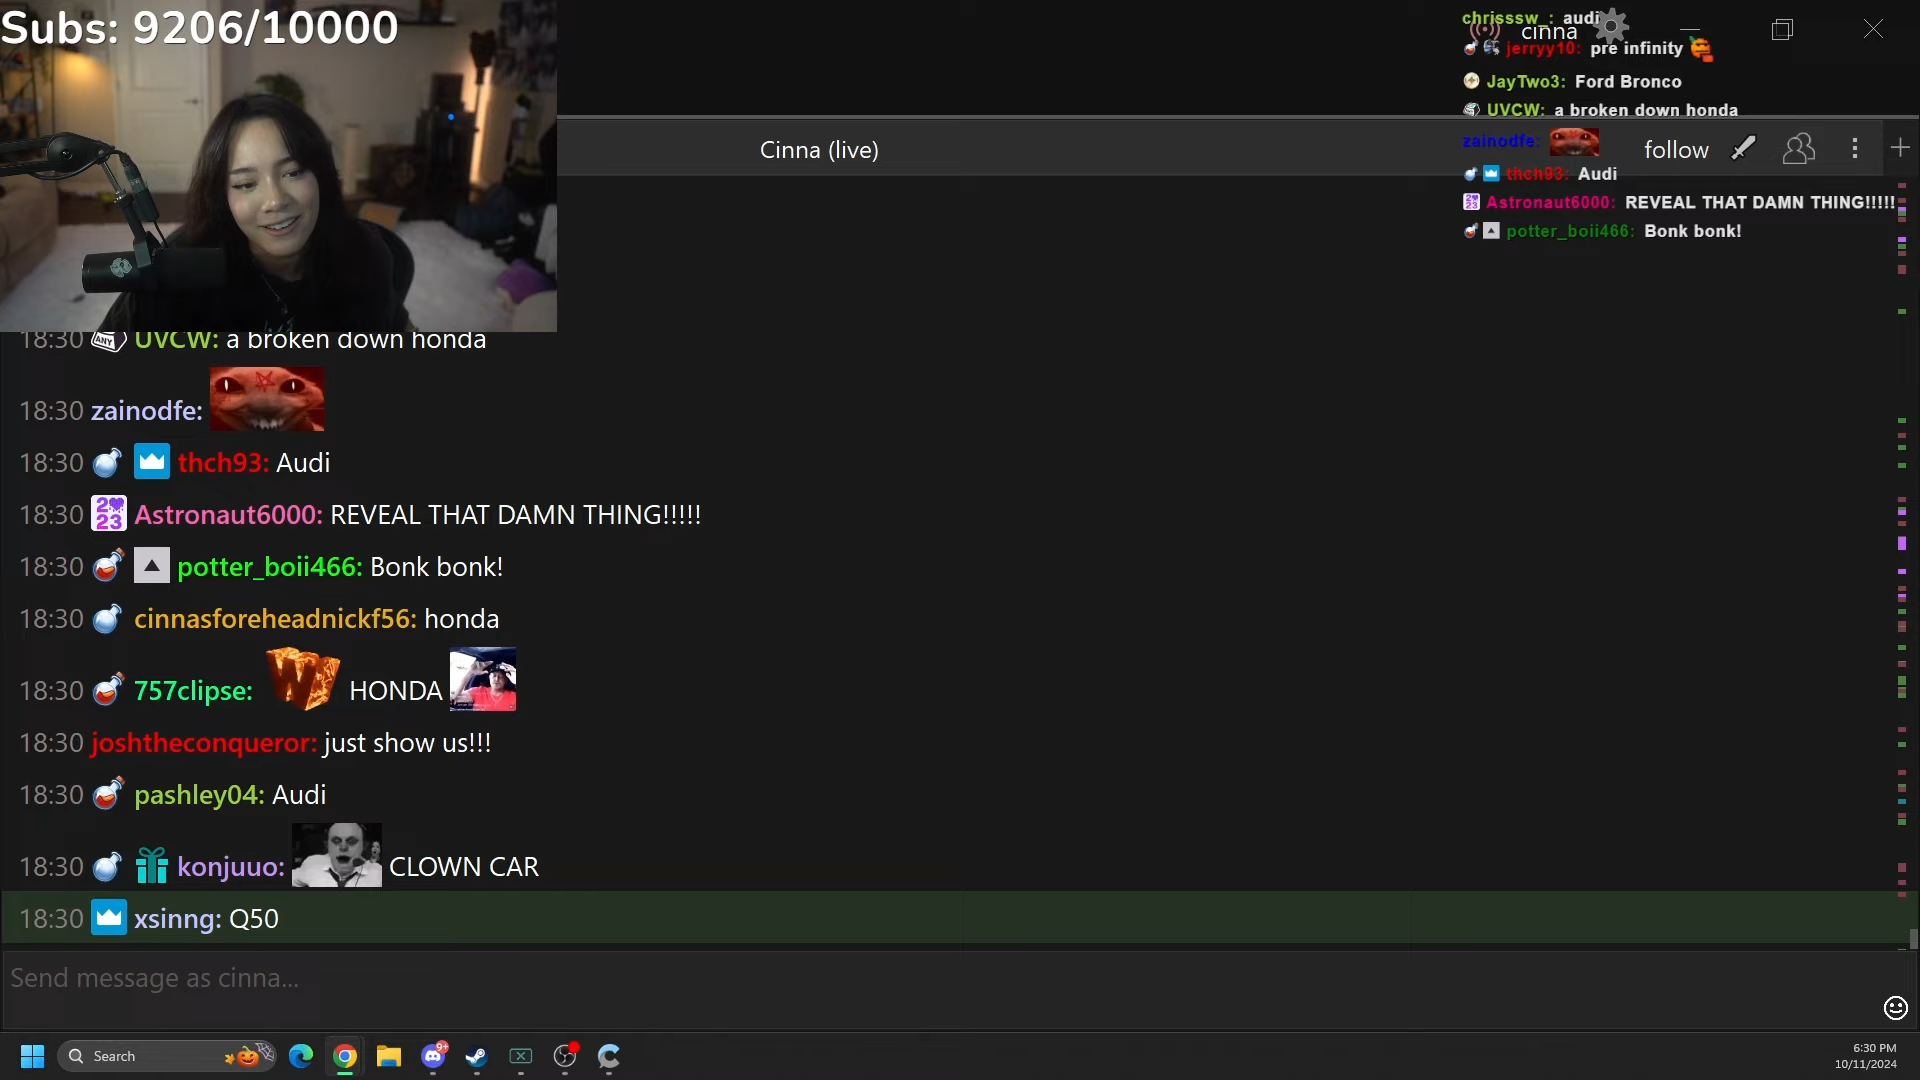 Subs: 9206/10000
chrisssw_: audi
cinna
jerryy10: pre infinity
JayTwo3: Ford Bronco
UVCW: a broken down honda
Cinna (live)
zainodfe:
follow
thch93: Audi
Astronaut6000: REVEAL THAT DAMN THING!!!!!
potter_boii466: Bonk bonk!
18:30 ANY UVCW: a broken down honda
18:30 zainodfe:
18:30 thch93: Audi
18:30 2023 Astronaut6000: REVEAL THAT DAMN THING!!!!!
18:30 potter_boii466: Bonk bonk!
18:30 cinnasforeheadnickf56: honda
18:30 757clipse: W HONDA
18:30 joshtheconqueror: just show us!!!
18:30 pashley04: Audi
18:30 konjuuo: CLOWN CAR
18:30 xsinng: Q50
Send message as cinna...
Search
9+
6:30 PM
10/11/2024